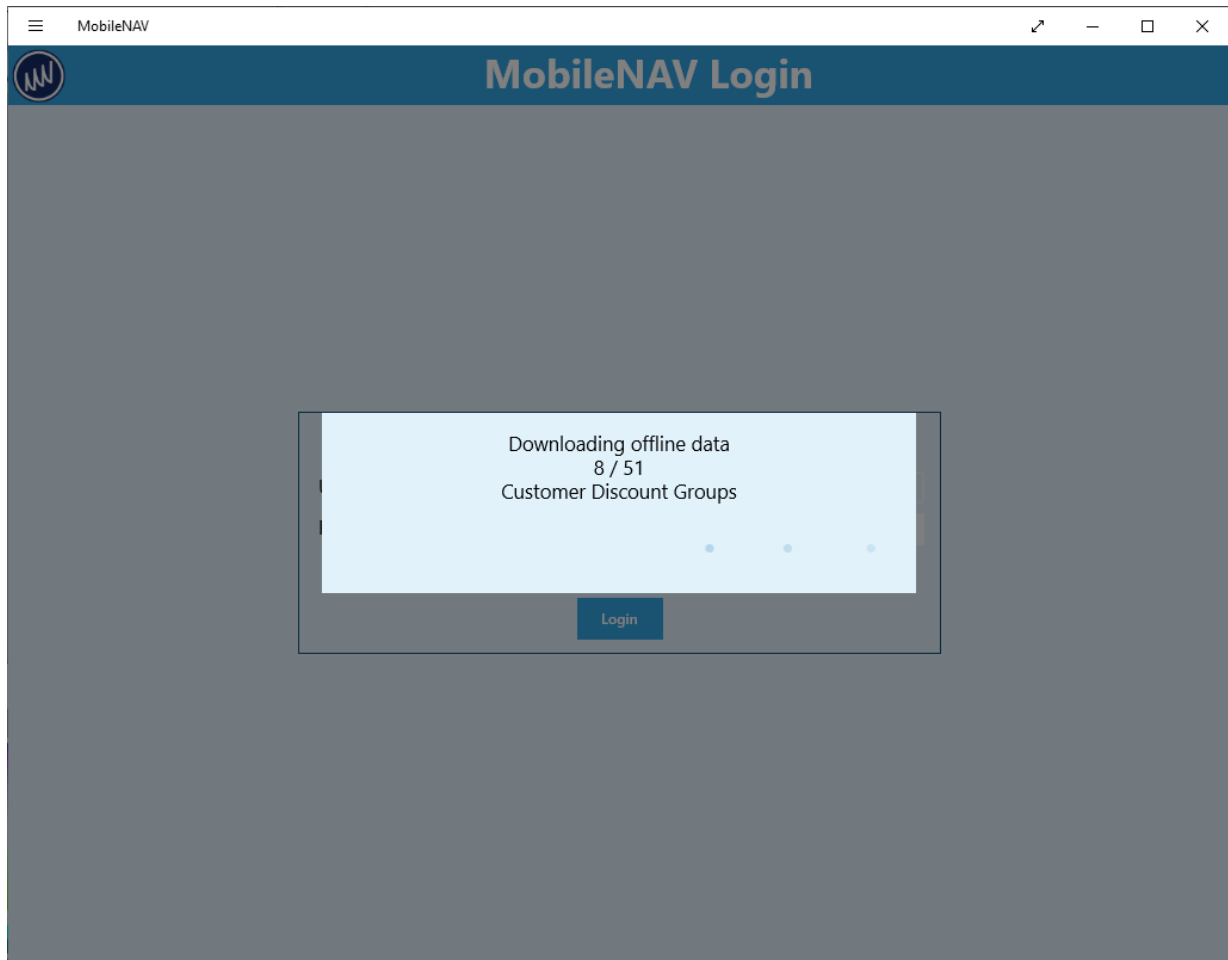 MobileNAV
MobileNAV Login
Downloading offline data
8 / 51
Customer Discount Groups
Login